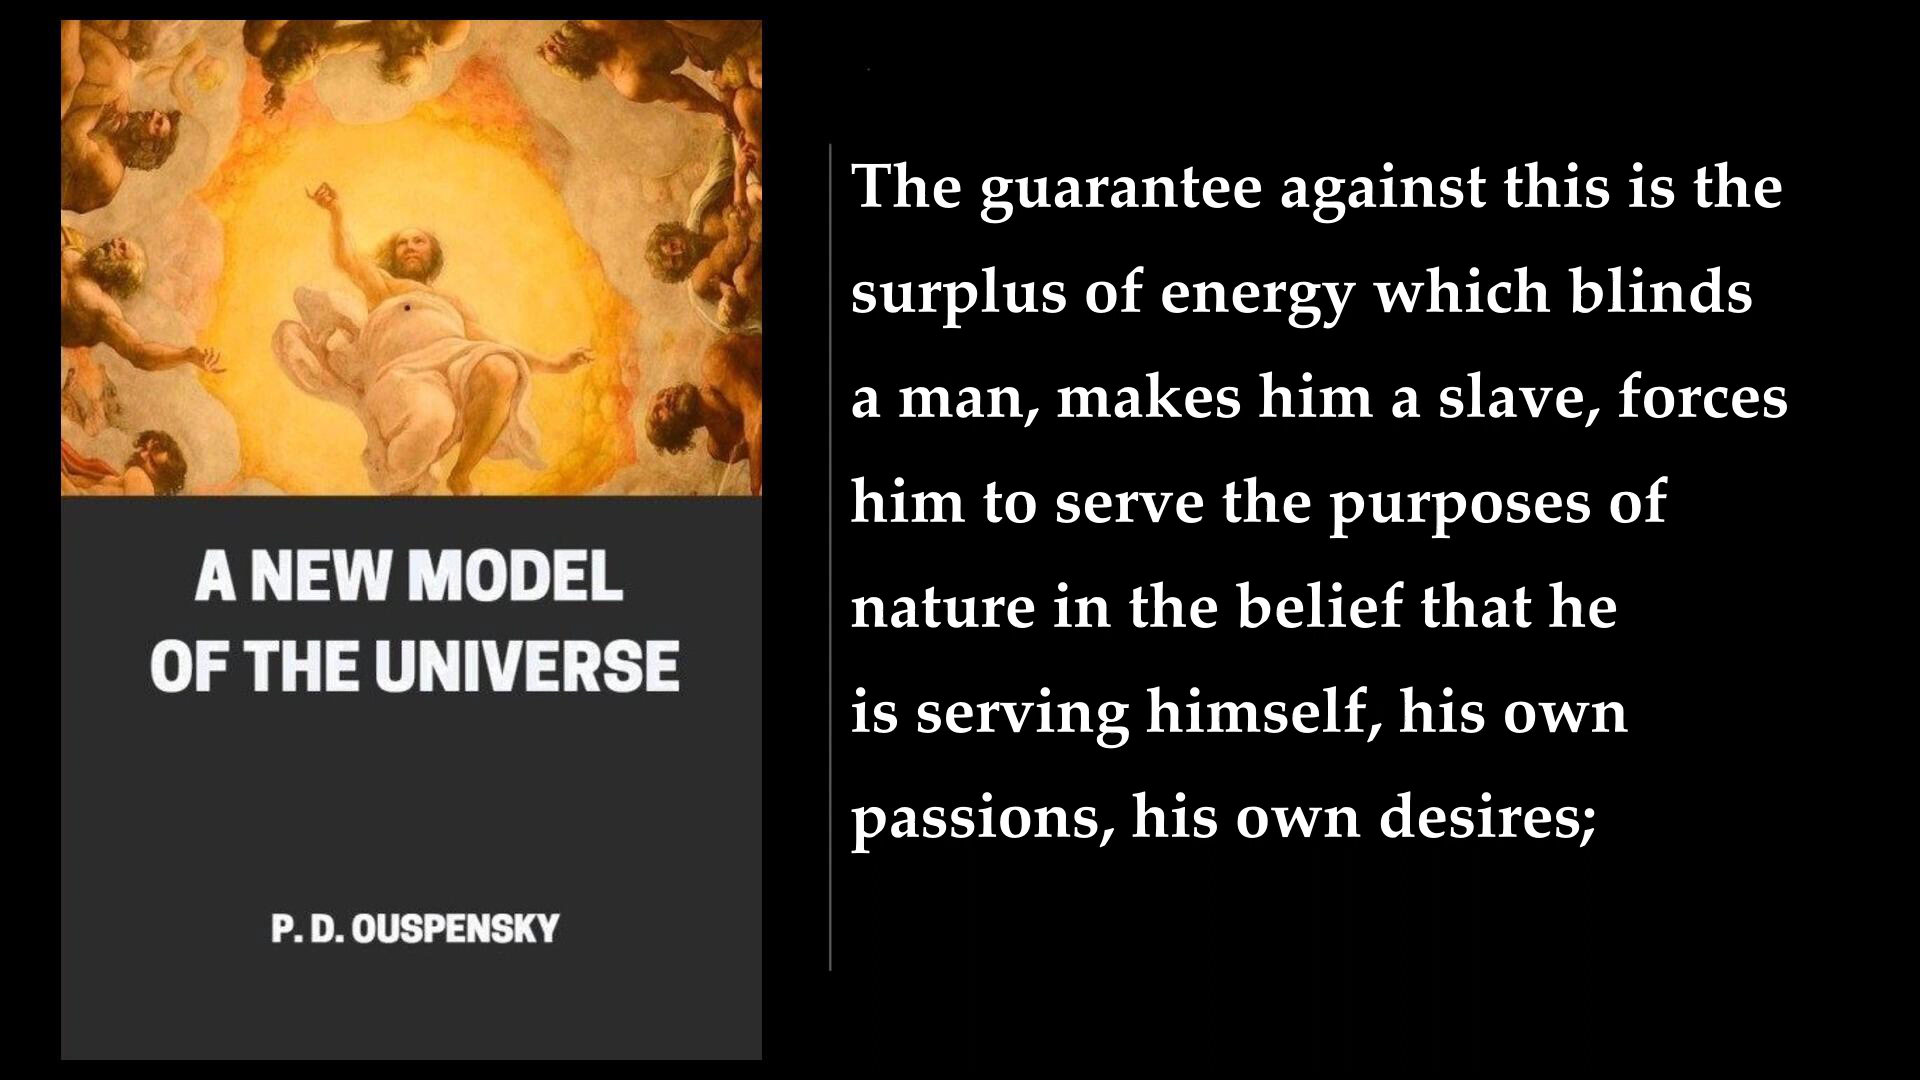 A NEW MODEL
OF THE UNIVERSE
P. D. OUSPENSKY
The guarantee against this is the
surplus of energy which blinds
a man, makes him a slave, forces
him to serve the purposes of
nature in the belief that he
is serving himself, his own
passions, his own desires;